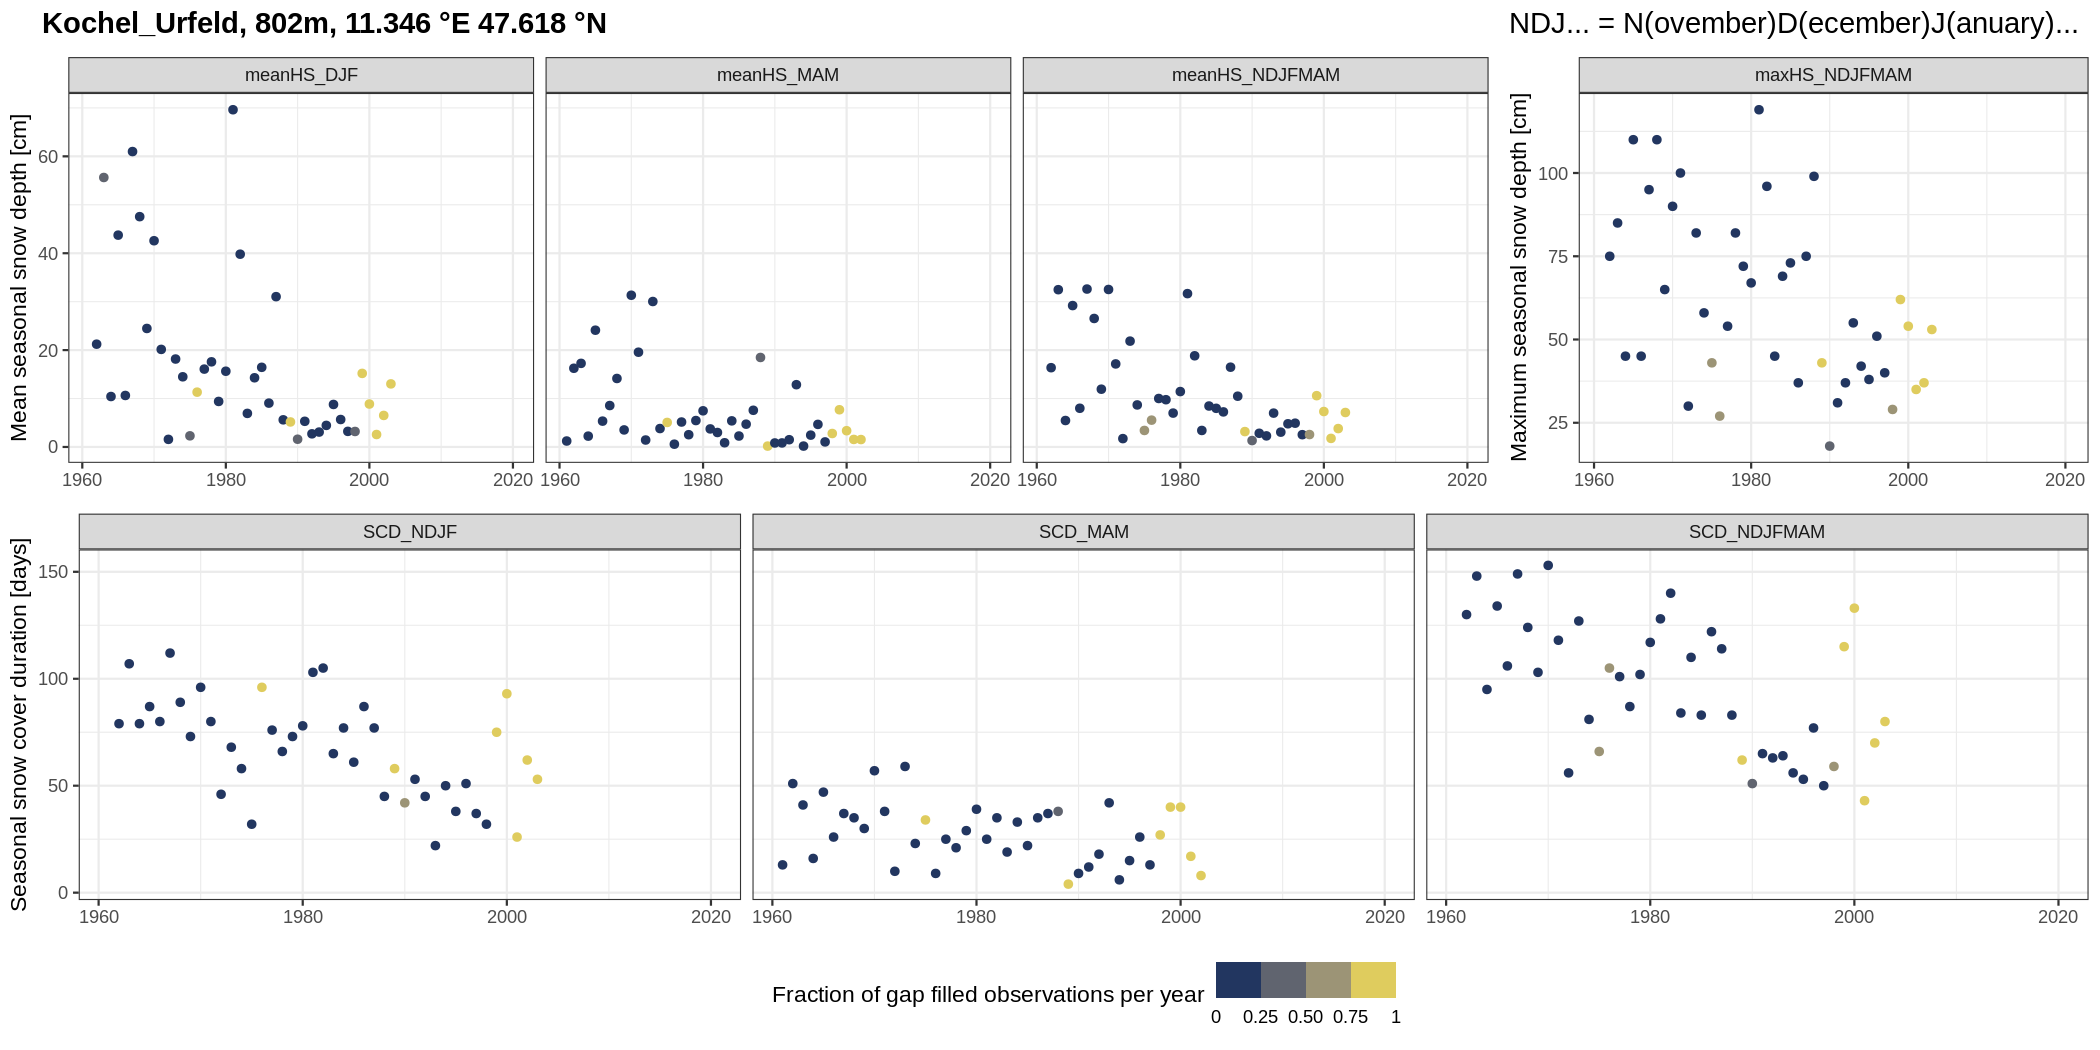 Kochel_Urfeld, 802m, 11.346 °E 47.618 °N
NDJ... = N(ovember)D(ecember)J(anuary)...
meanHS_DJF
meanHS_MAM
meanHS_NDJFMAM
maxHS_NDJFMAM
Mean seasonal snow depth [cm]
60
40
20
0
1960 1980 2000 2020
1960 1980 2000 2020
1960 1980 2000 2020
Maximum seasonal snow depth [cm]
100
75
50
25
1960 1980 2000 2020
SCD_NDJF
SCD_MAM
SCD_NDJFMAM
Seasonal snow cover duration [days]
150
100
50
0
1960 1980 2000 2020
1960 1980 2000 2020
1960 1980 2000 2020
Fraction of gap filled observations per year
0 0.25 0.50 0.75 1